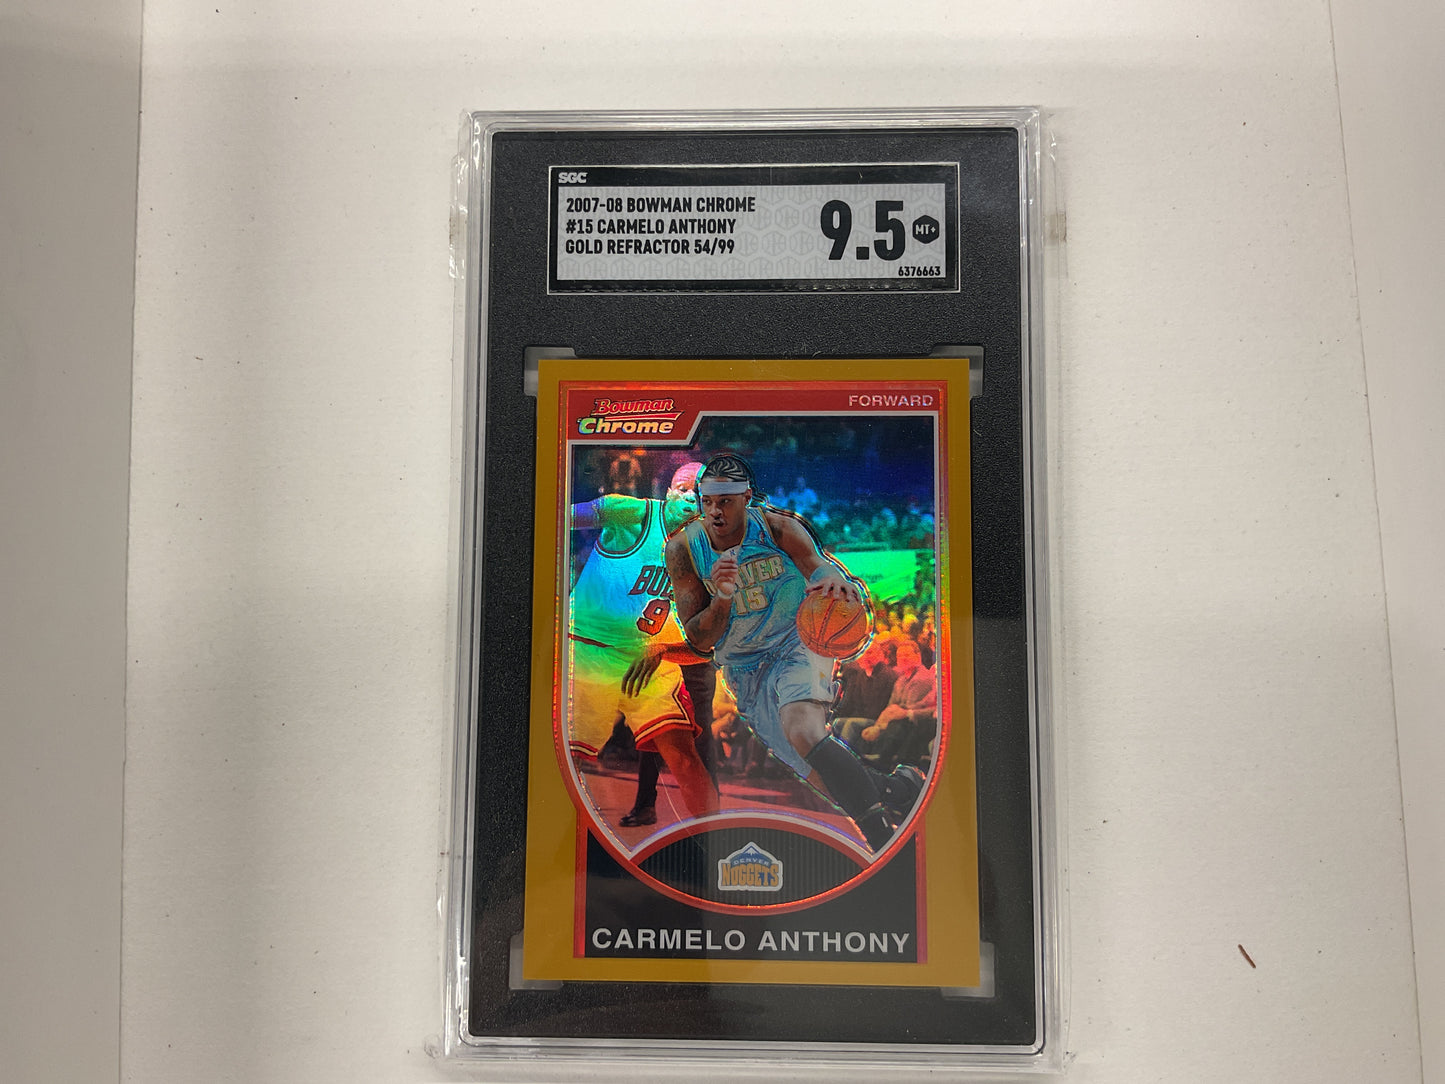 SGC
2007-08 BOWMAN CHROME
#15 CARMELO ANTHONY
GOLD REFRACTOR 54/99
9.5
MT+
6376663
Bowman
Chrome
FORWARD
BUL
9
DENVER
15
DENVER
NUGGETS
CARMELO ANTHONY